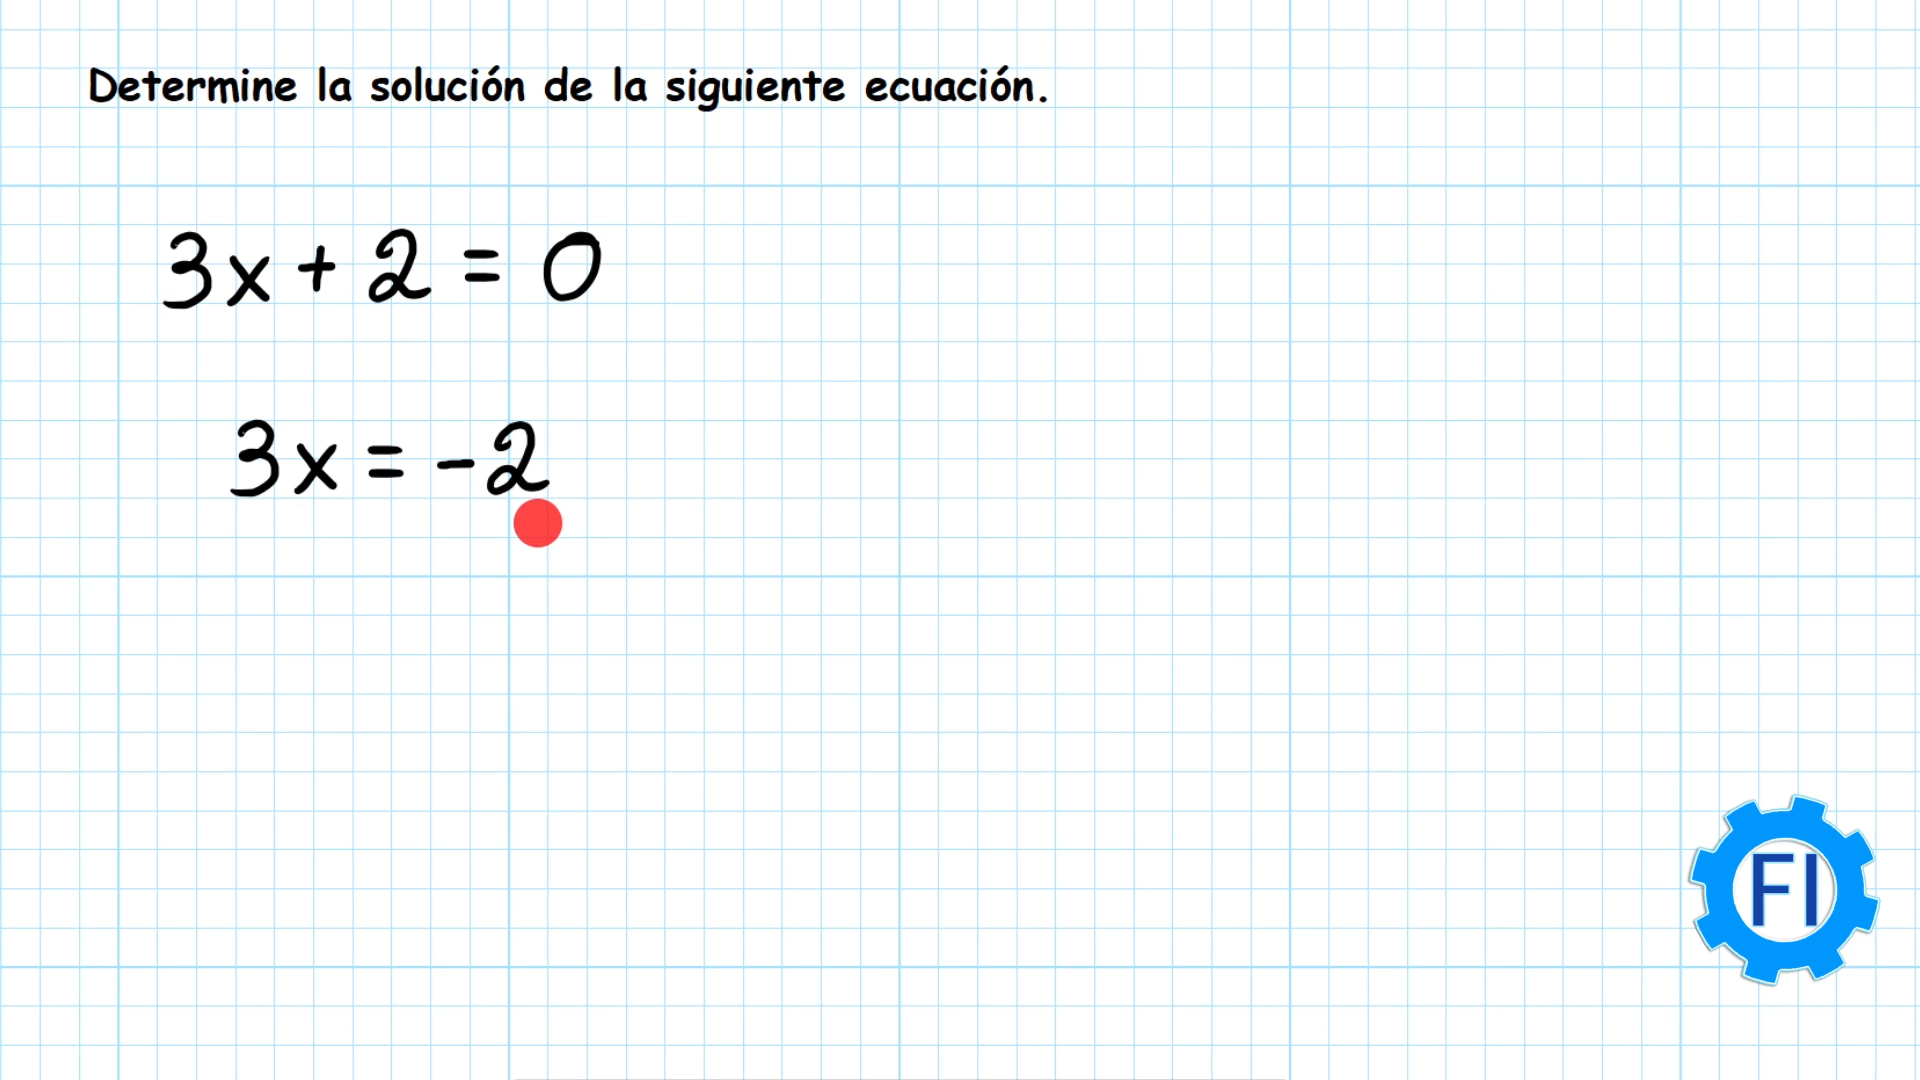 Determine la solución de la siguiente ecuación.
3x + 2 = 0
3x = -2
FI